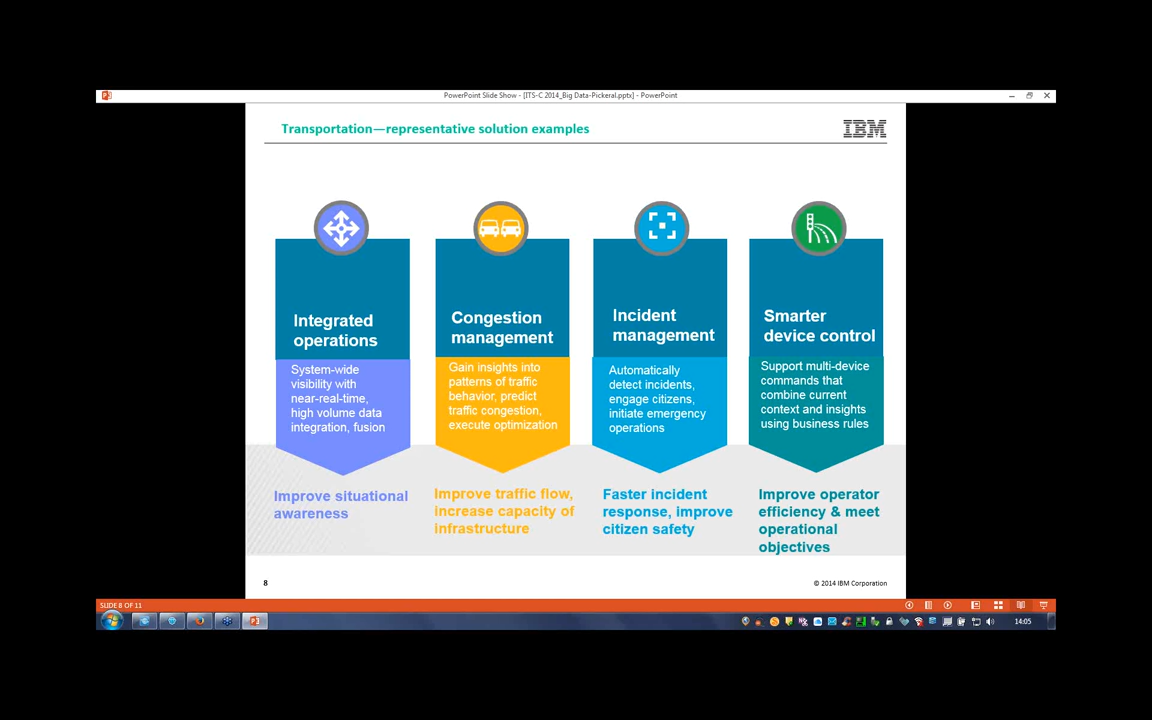 PowerPoint Slide Show - [ITS-C 2014_Big Data-Pickeral.pptx] - PowerPoint
Transportation—representative solution examples
IBM
Integrated
operations
System-wide
visibility with
near-real-time,
high volume data
integration, fusion
Improve situational
awareness
Congestion
management
Gain insights into
patterns of traffic
behavior, predict
traffic congestion,
execute optimization
Improve traffic flow,
increase capacity of
infrastructure
Incident
management
Automatically
detect incidents,
engage citizens,
initiate emergency
operations
Faster incident
response, improve
citizen safety
Smarter
device control
Support multi-device
commands that
combine current
context and insights
using business rules
Improve operator
efficiency & meet
operational
objectives
8
© 2014 IBM Corporation
SLIDE 8 OF 11
14:05